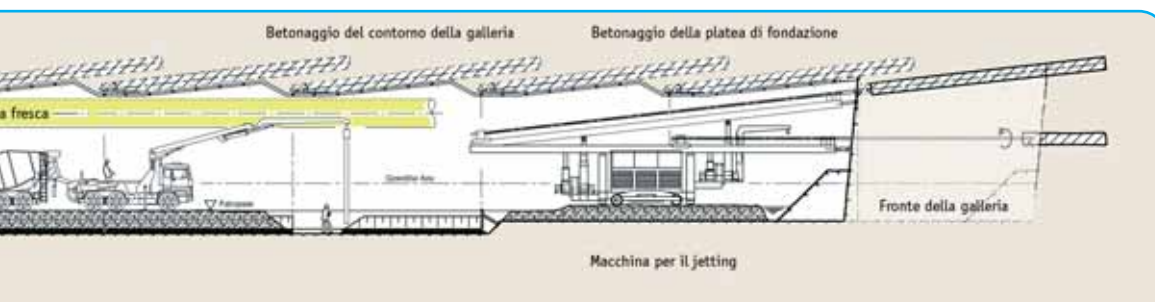 Betonaggio del contorno della galleria
Betonaggio della platea di fondazione
a fresca
Fronte della galleria
Macchina per il jetting